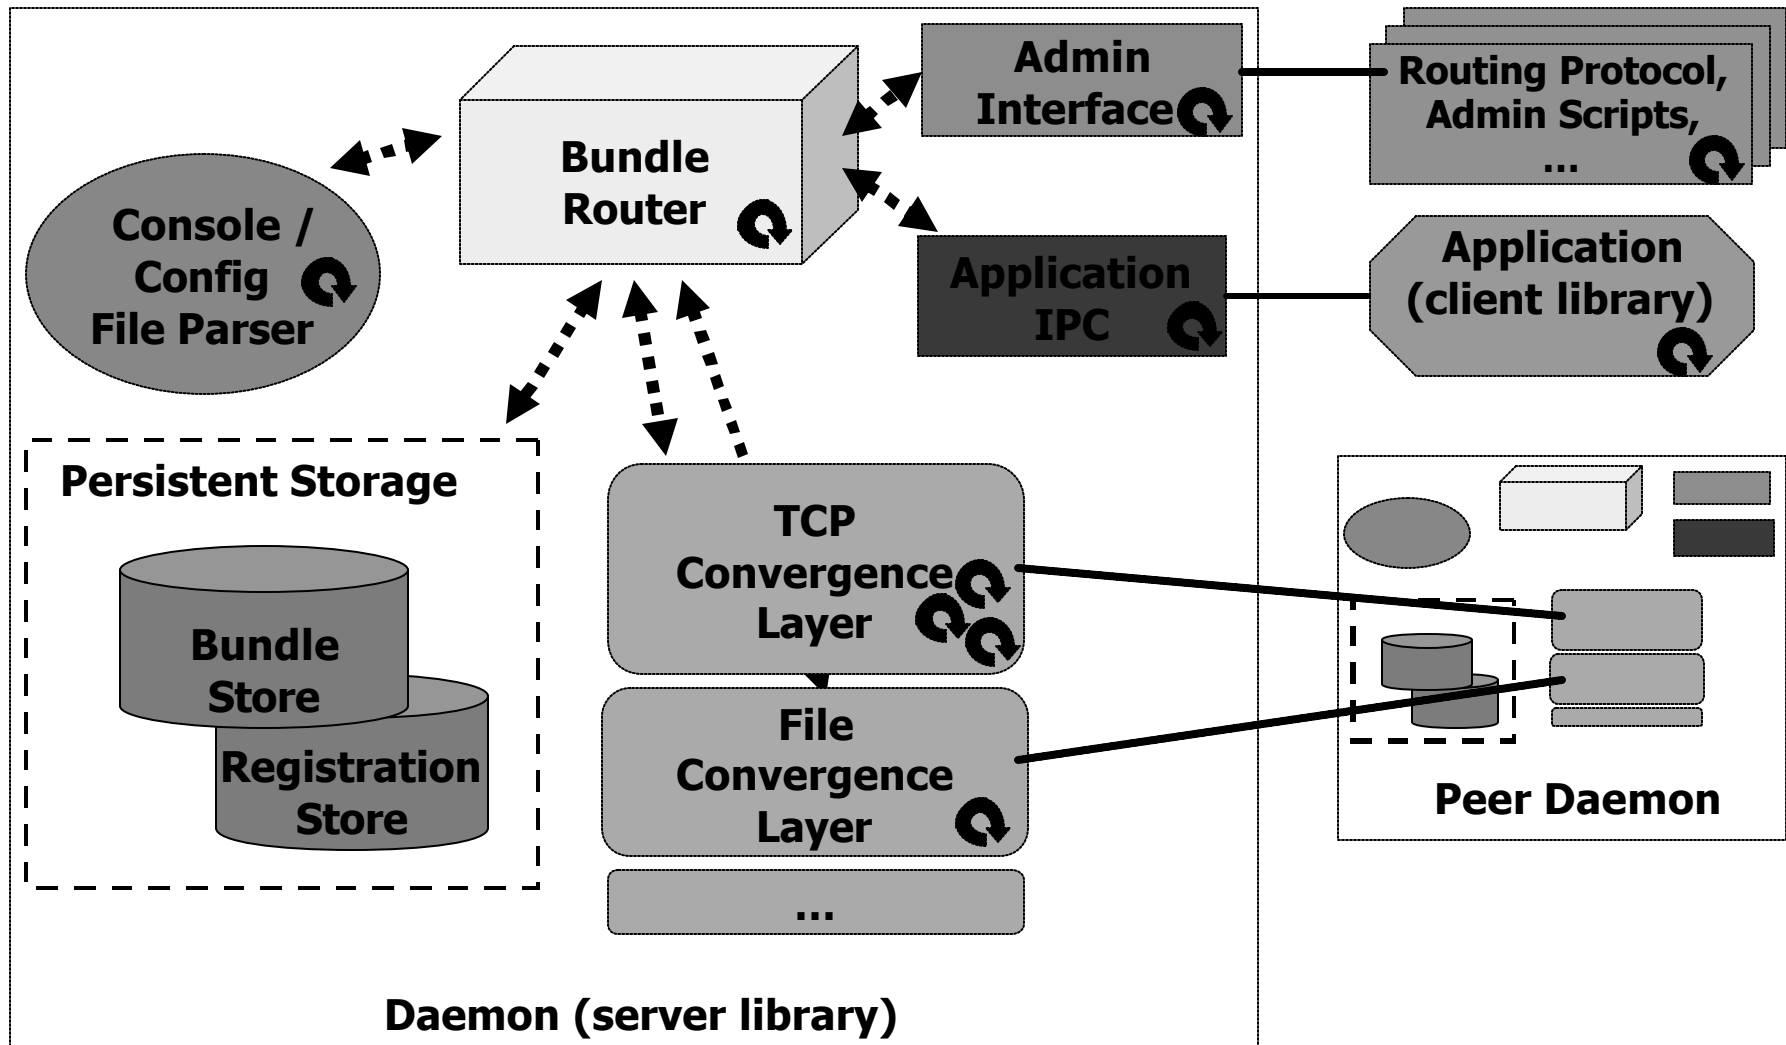 Admin
Interface
Routing Protocol,
Admin Scripts,
...
Bundle
Router
Console /
Config
File Parser
Application
IPC
Application
(client library)
Persistent Storage
Bundle
Store
Registration
Store
TCP
Convergence
Layer
File
Convergence
Layer
...
Peer Daemon
Daemon (server library)